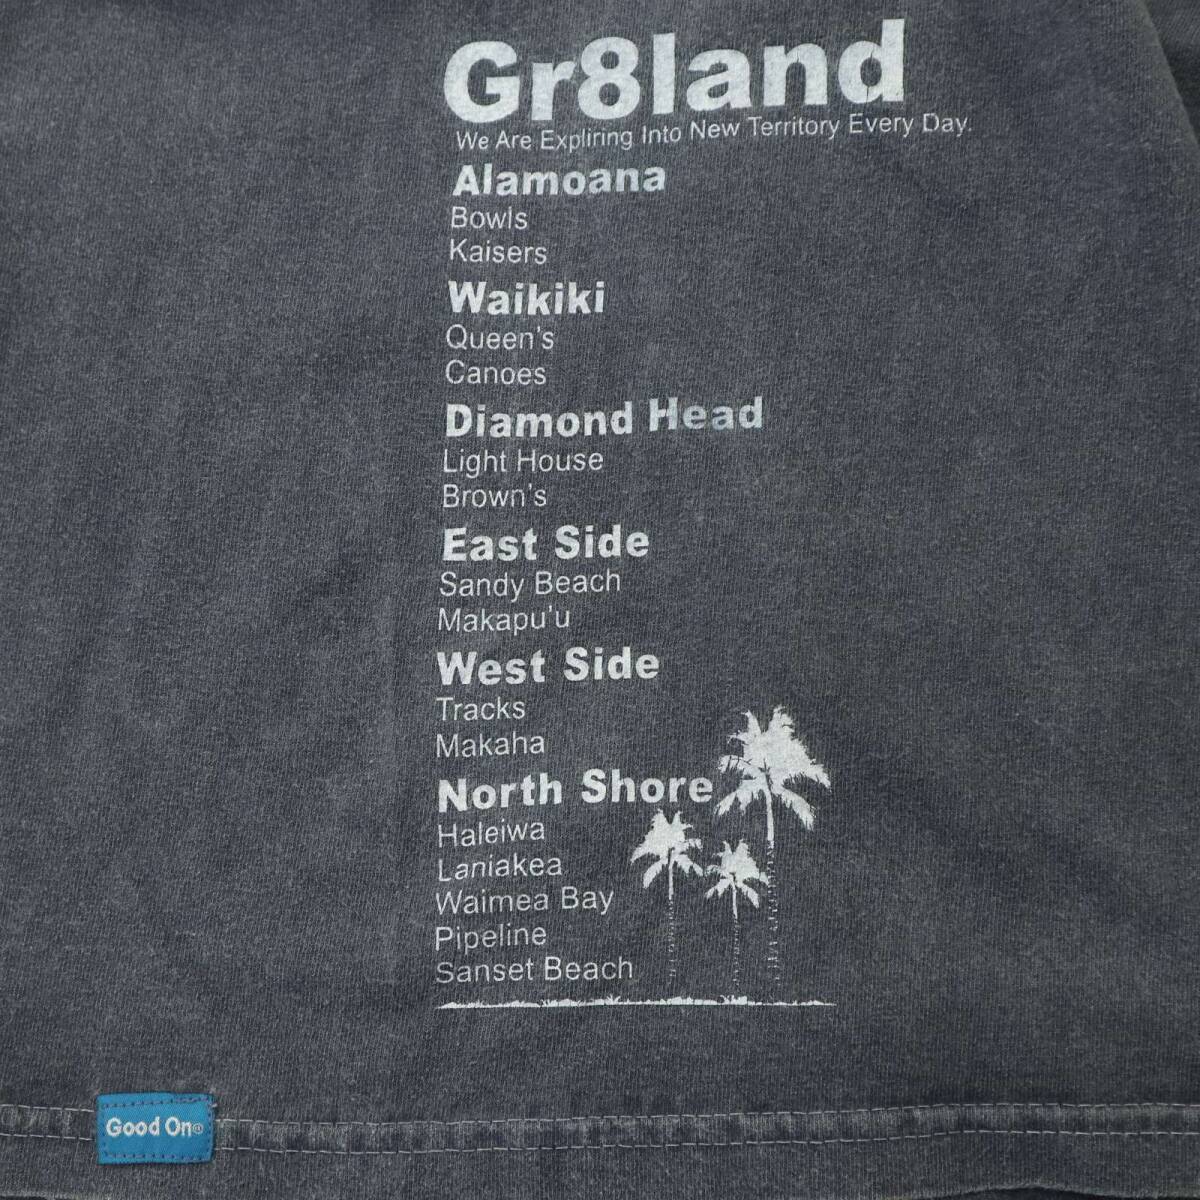 Gr8land
We Are Expliring Into New Territory Every Day.
Alamoana
Bowls
Kaisers
Waikiki
Queen's
Canoes
Diamond Head
Light House
Brown's
East Side
Sandy Beach
Makapu'u
West Side
Tracks
Makaha
North Shore
Haleiwa
Laniakea
Waimea Bay
Pipeline
Sanset Beach
Good On®